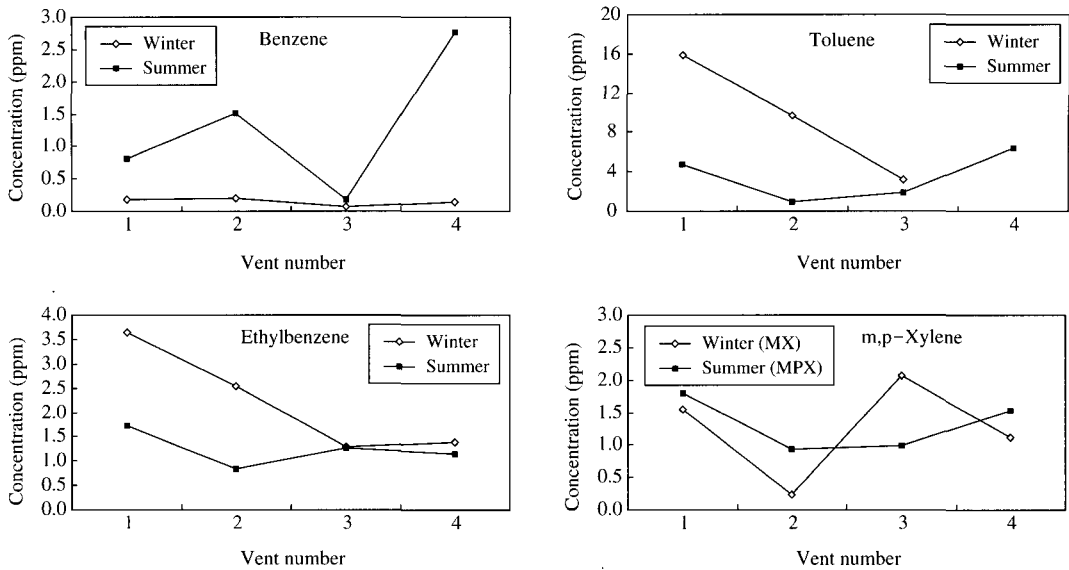 Benzene
Winter
Summer
Concentration (ppm)
3.0
2.5
2.0
1.5
1.0
0.5
0.0
1 2 3 4
Vent number
Toluene
Winter
Summer
Concentration (ppm)
20
16
12
8
4
0
1 2 3 4
Vent number
Ethylbenzene
Winter
Summer
Concentration (ppm)
4.0
3.5
3.0
2.5
2.0
1.5
1.0
0.5
0.0
1 2 3 4
Vent number
m,p-Xylene
Winter (MX)
Summer (MPX)
Concentration (ppm)
3.0
2.5
2.0
1.5
1.0
0.5
0.0
1 2 3 4
Vent number